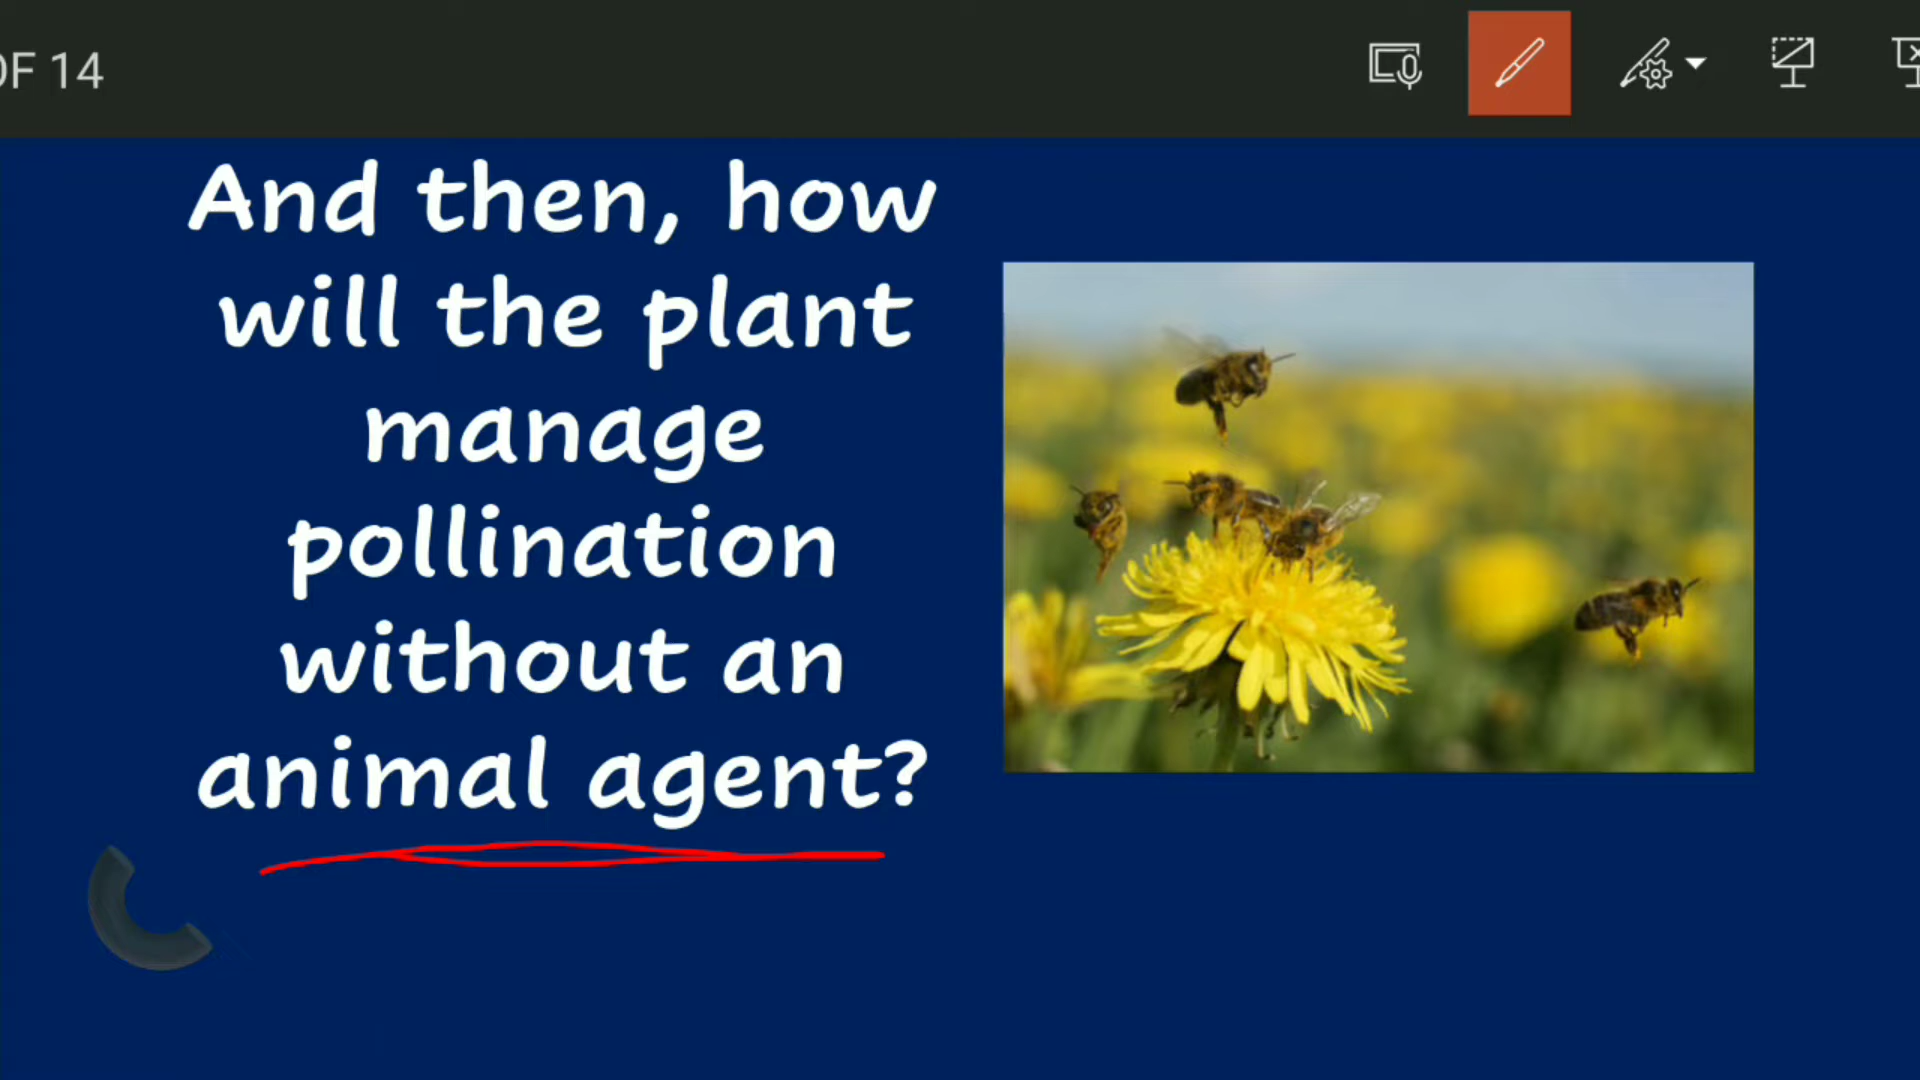 OF 14
And then, how
will the plant
manage
pollination
without an
animal agent?